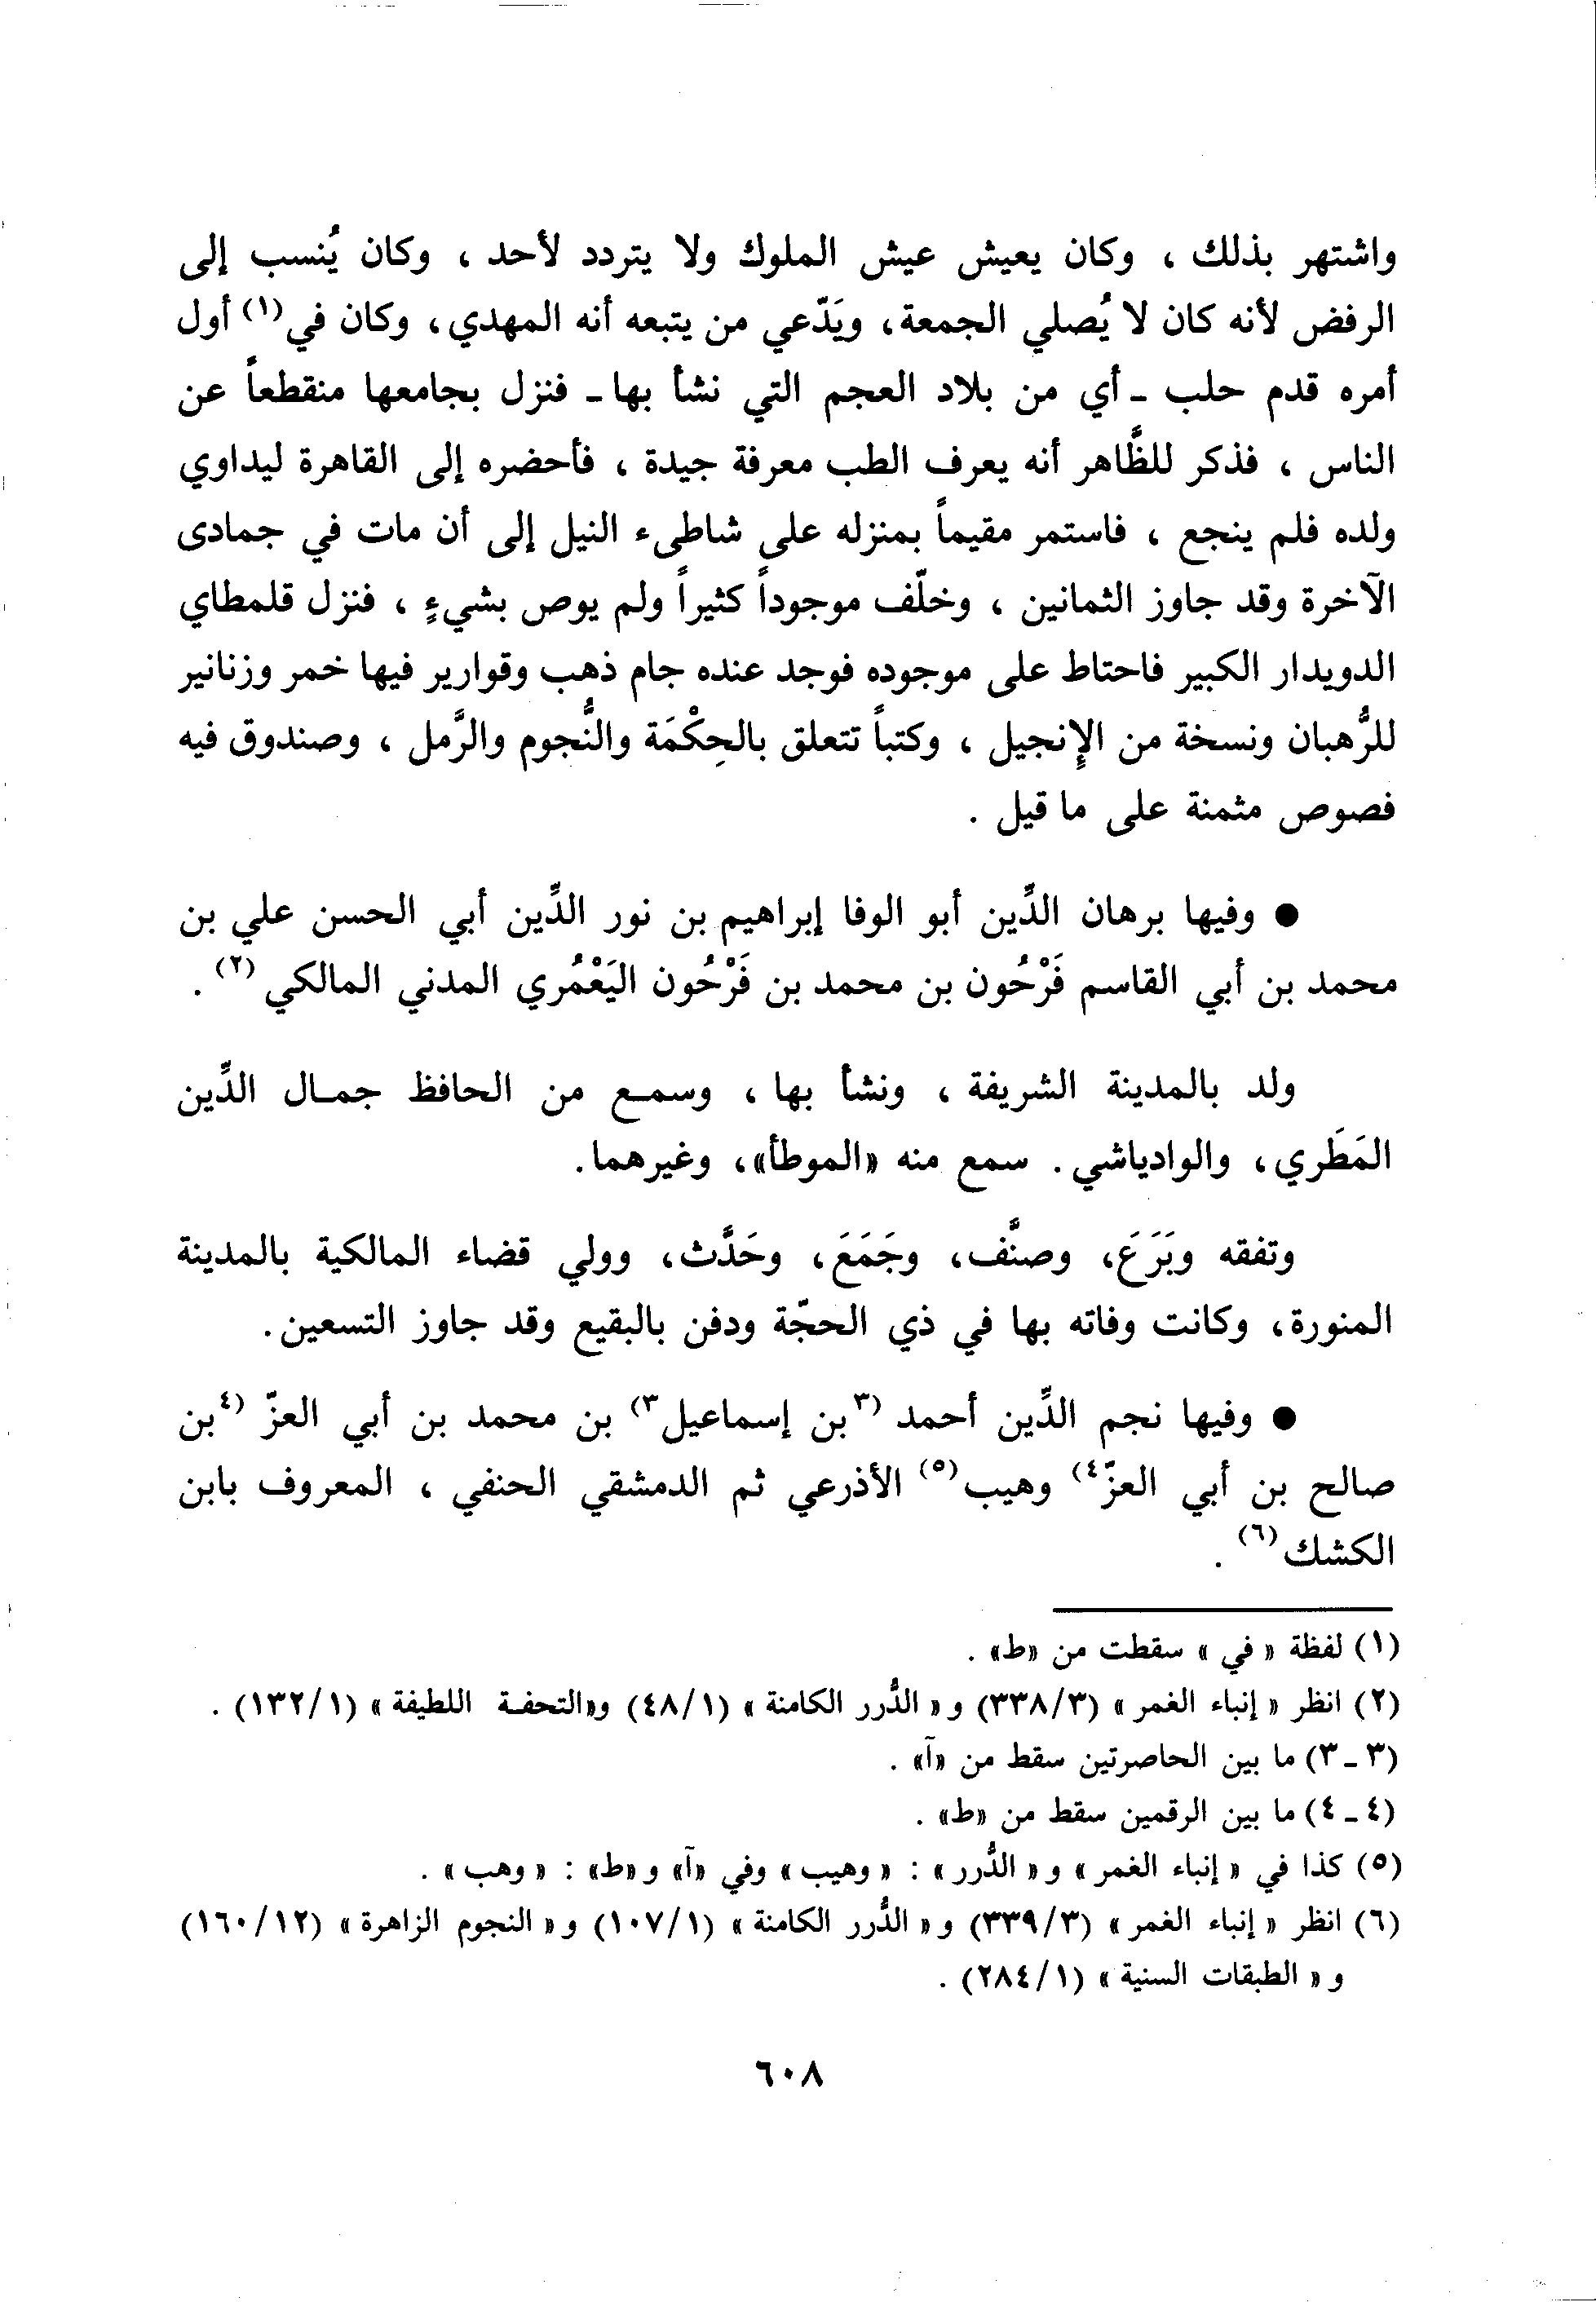 واشتهر بذلك ، وكان يعيش عيش الملوك ولا يتردد لأحد ، وكان يُنسب إلى
الرفض لأنه كان لا يُصلي الجمعة، ويَدّعي من يتبعه أنه المهدي، وكان في(١) أول
أمره قدم حلب - أي من بلاد العجم التي نشأ بها - فنزل بجامعها منقطعاً عن
الناس ، فذكر للظَّاهر أنه يعرف الطب معرفة جيدة ، فأحضره إلى القاهرة ليداوي
ولده فلم ينجع ، فاستمر مقيماً بمنزله على شاطىء النيل إلى أن مات في جمادى
الآخرة وقد جاوز الثمانين ، وخلّف موجوداً كثيراً ولم يوص بشيءٍ ، فنزل قلمطاي
الدويدار الكبير فاحتاط على موجوده فوجد عنده جام ذهب وقوارير فيها خمر وزنانير
للرُّهبان ونسخة من الإِنجيل ، وكتباً تتعلق بالحِكْمَة والنُّجوم والرَّمل ، وصندوق فيه
فصوص مثمنة على ما قيل .
● وفيها برهان الدِّين أبو الوفا إبراهيم بن نور الدِّين أبي الحسن علي بن
محمد بن أبي القاسم فَرْحُون بن محمد بن فَرْحُون اليَعْمُري المدني المالكي (٢) .
ولد بالمدينة الشريفة ، ونشأ بها ، وسمع من الحافظ جمال الدِّين
المَطَري، والوادياشي. سمع منه «الموطأ»، وغيرهما.
وتفقه وبَرَعَ، وصنَّف، وجَمَعَ، وحَدَّث، وولي قضاء المالكية بالمدينة
المنورة، وكانت وفاته بها في ذي الحجّة ودفن بالبقيع وقد جاوز التسعين.
● وفيها نجم الدِّين أحمد (٣بن إسماعيل٣) بن محمد بن أبي العزّ (٤بن
صالح بن أبي العزّ٤) وهيب(٥) الأذرعي ثم الدمشقي الحنفي ، المعروف بابن
الكشك(٦) .
(١) لفظة « في » سقطت من «ط» .
(٢) انظر « إنباء الغمر » (٣٣٨/٣) و « الدُّرر الكامنة » (٤٨/١) و«التحفة اللطيفة » (١٣٢/١) .
(٣ - ٣) ما بين الحاصرتين سقط من «آ» .
(٤ - ٤) ما بين الرقمين سقط من «ط» .
(٥) كذا في « إنباء الغمر » و « الدُّرر » : « وهيب » وفي «آ» و «ط» : « وهب » .
(٦) انظر « إنباء الغمر » (٣٣٩/٣) و « الدُّرر الكامنة » (١٠٧/١) و « النجوم الزاهرة » (١٦٠/١٢)
و « الطبقات السنية » (٢٨٤/١) .
٦٠٨